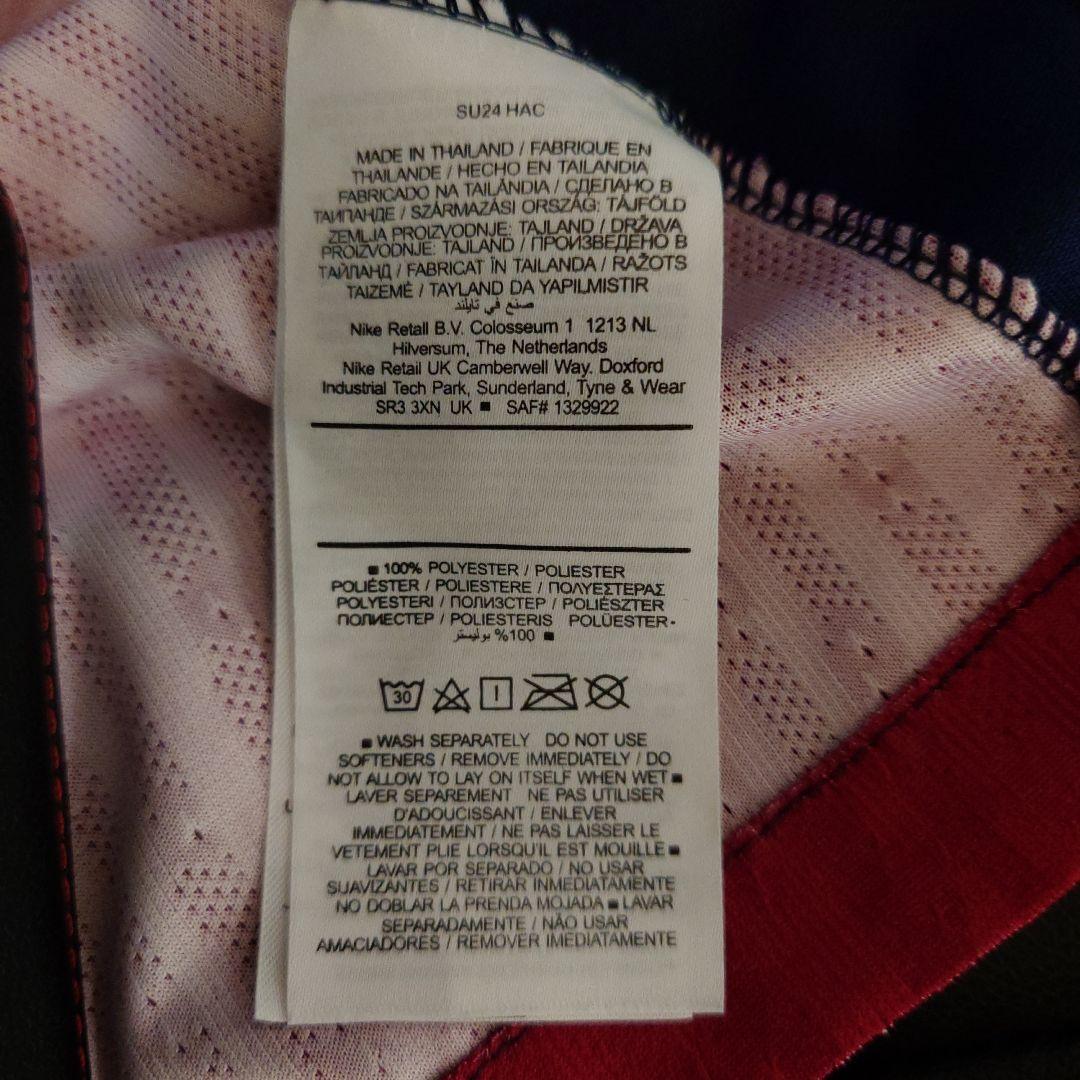 SU24 HAC
MADE IN THAILAND / FABRIQUE EN
THAILANDE / HECHO EN TAILANDIA
FABRICADO NA TAILÂNDIA / СДЕЛАНО В
ТАИЛАНДЕ / SZÁRMAZÁSI ORSZÁG: TÁJFÖLD
ZEMLJA PROIZVODNJE: TAJLAND / DRŽAVA
PROIZVODNJE: TAJLAND / ПРОИЗВЕДЕНО В
ТАЙЛАНД / FABRICAT ÎN TAILANDA / RAŽOTS
TAIZEMĒ / TAYLAND DA YAPILMISTIR
صنع في تايلند
Nike Retail B.V. Colosseum 1 1213 NL
Hilversum, The Netherlands
Nike Retail UK Camberwell Way. Doxford
Industrial Tech Park, Sunderland, Tyne & Wear
SR3 3XN UK ■ SAF# 1329922
■ 100% POLYESTER / POLIESTER
POLIÉSTER / POLIESTERE / ΠΟΛΥΕΣΤΕΡΑΣ
POLYESTERI / ПОЛИЗСТЕР / POLIÉSZTER
ПОЛИЕСТЕР / POLIESTERIS POLÜESTER-
100% بوليستر ■
30
■ WASH SEPARATELY DO NOT USE
SOFTENERS / REMOVE IMMEDIATELY / DO
NOT ALLOW TO LAY ON ITSELF WHEN WET ■
LAVER SEPAREMENT NE PAS UTILISER
D'ADOUCISSANT / ENLEVER
IMMEDIATEMENT / NE PAS LAISSER LE
VETEMENT PLIE LORSQU'IL EST MOUILLE ■
LAVAR POR SEPARADO / NO USAR
SUAVIZANTES / RETIRAR INMEDIATAMENTE
NO DOBLAR LA PRENDA MOJADA ■ LAVAR
SEPARADAMENTE / NÃO USAR
AMACIADORES / REMOVER IMEDIATAMENTE